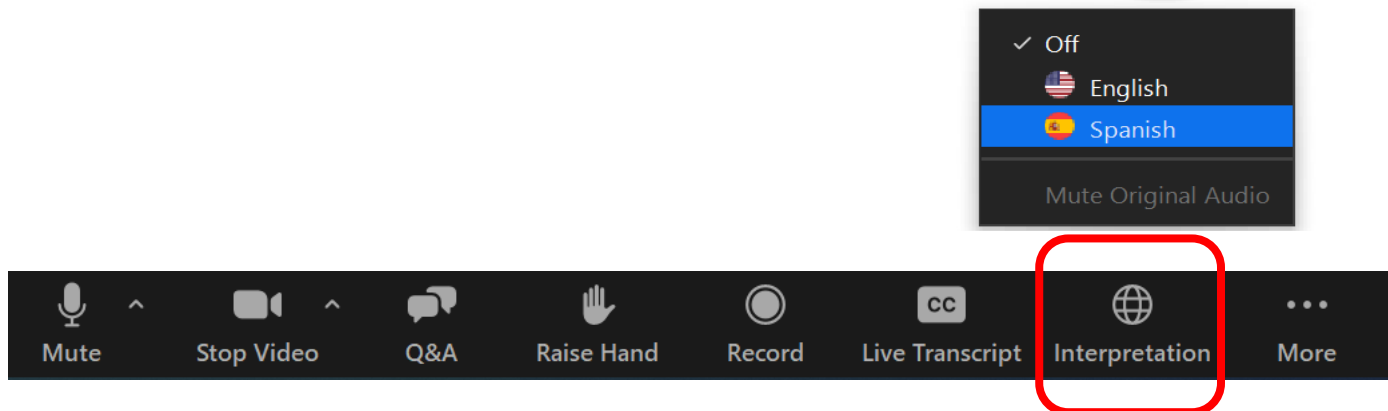 Off
English
Spanish
Mute Original Audio
Mute Stop Video Q&A Raise Hand Record CC Live Transcript Interpretation More